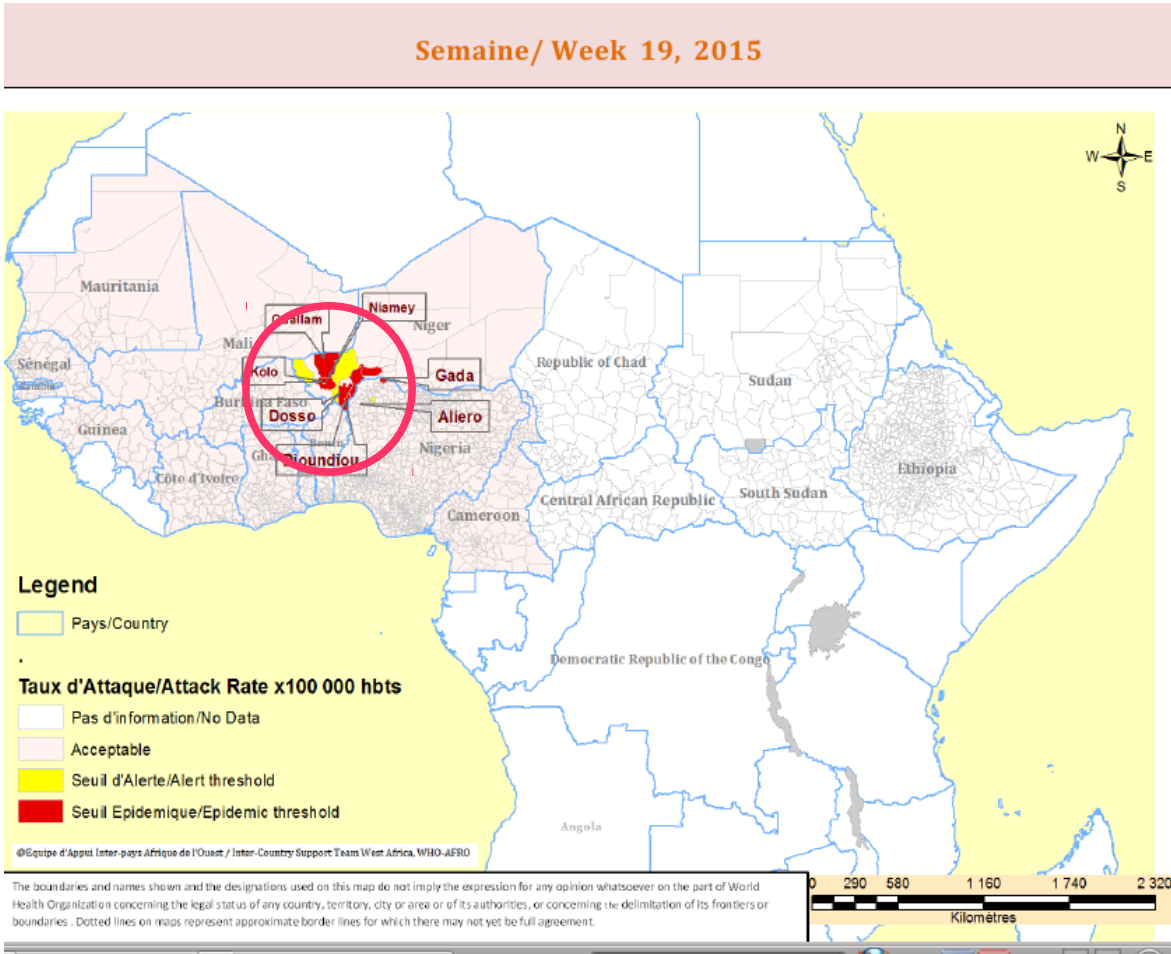 Semaine/ Week 19, 2015
N
W E
S
Mauritania
Niamey
Ouallam
Niger
Mali
Sénégal
Kolo
Gada
Republic of Chad
Sudan
Burkina Faso
Dosso
Aliero
Guinea
Benin
Nigeria
Gha
Dioundiou
Ethiopia
Côte d'Ivoire
Central African Republic
South Sudan
Cameroon
Legend
Pays/Country
Democratic Republic of the Congo
Taux d'Attaque/Attack Rate x100 000 hbts
Pas d'information/No Data
Acceptable
Seuil d'Alerte/Alert threshold
Seuil Epidemique/Epidemic threshold
Angola
@Equipe d'Appui Inter-pays Afrique de l'Ouest / Inter-Country Support Team West Africa, WHO-AFRO
The boundaries and names shown and the designations used on this map do not imply the expression for any opinion whatsoever on the part of World
Health Organization concerning the legal status of any country, territory, city or area or of its authorities, or concerning the delimitation of its frontiers or
boundaries . Dotted lines on maps represent approximate border lines for which there may not yet be full agreement.
0 290 580 1 160 1 740 2 320
Kilomètres